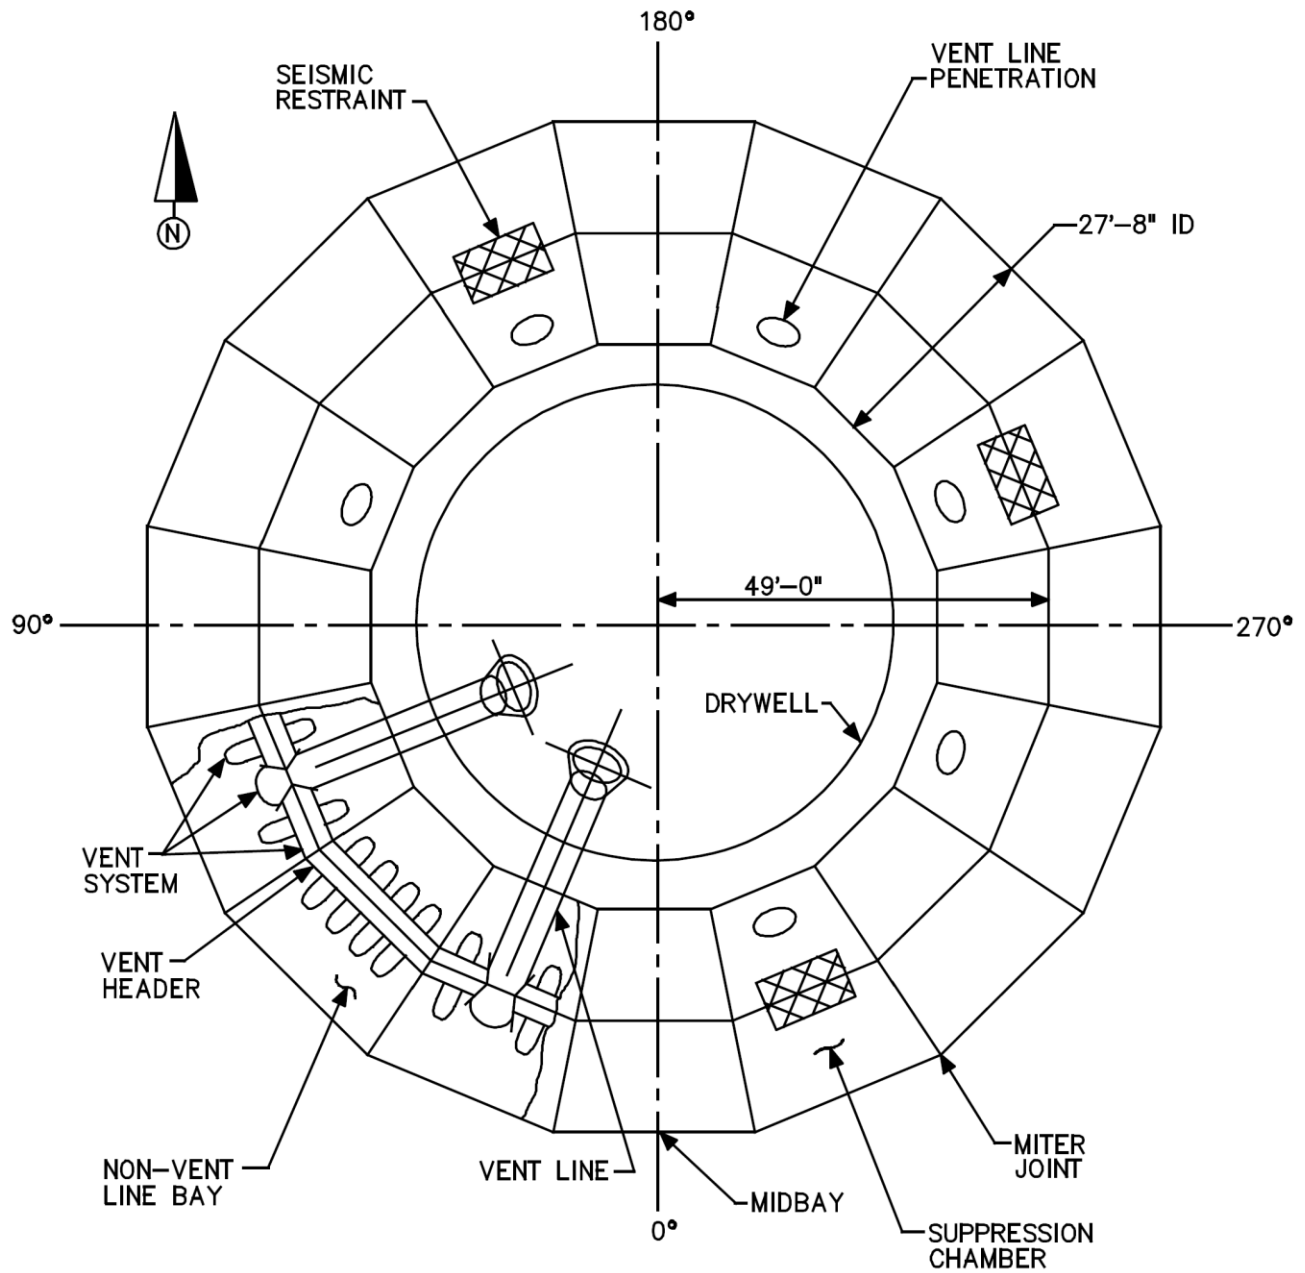 180°
SEISMIC
RESTRAINT
VENT LINE
PENETRATION
N
27'-8" ID
49'-0"
90°
270°
DRYWELL
VENT
SYSTEM
VENT
HEADER
NON-VENT
LINE BAY
VENT LINE
MIDBAY
MITER
JOINT
0°
SUPPRESSION
CHAMBER